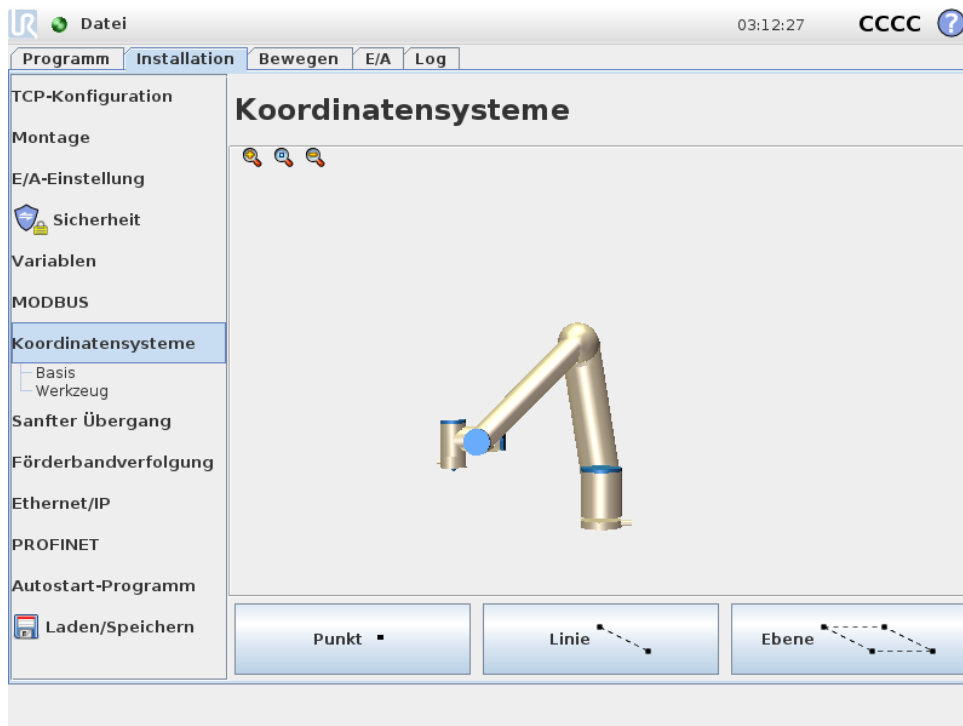 UR Datei 03:12:27 CCCC ?
Programm Installation Bewegen E/A Log
TCP-Konfiguration
Montage
E/A-Einstellung
Sicherheit
Variablen
MODBUS
Koordinatensysteme
Basis
Werkzeug
Sanfter Übergang
Förderbandverfolgung
Ethernet/IP
PROFINET
Autostart-Programm
Laden/Speichern
Koordinatensysteme
Punkt
Linie
Ebene